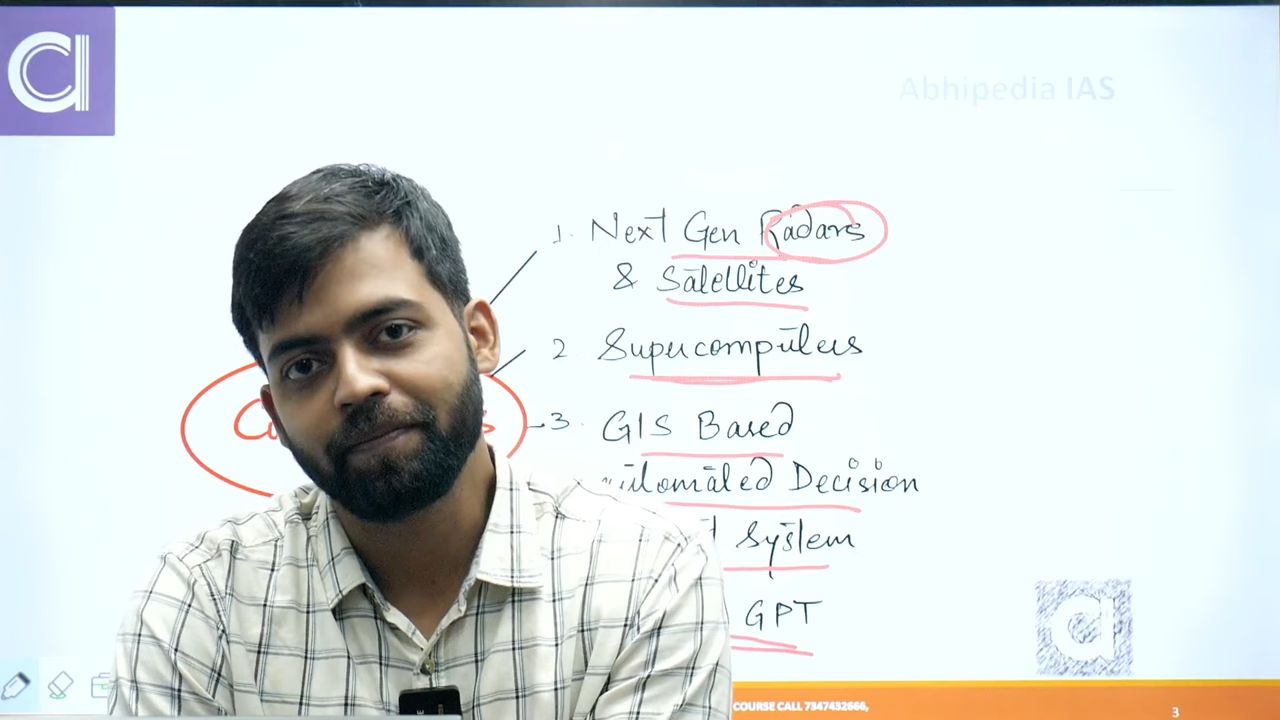 Abhipedia IAS
1. Next Gen Radars
& Satellites
2 Supercomputers
3. GIS Based
Automated Decision
System
GPT
COURSE CALL 7347432666,
3